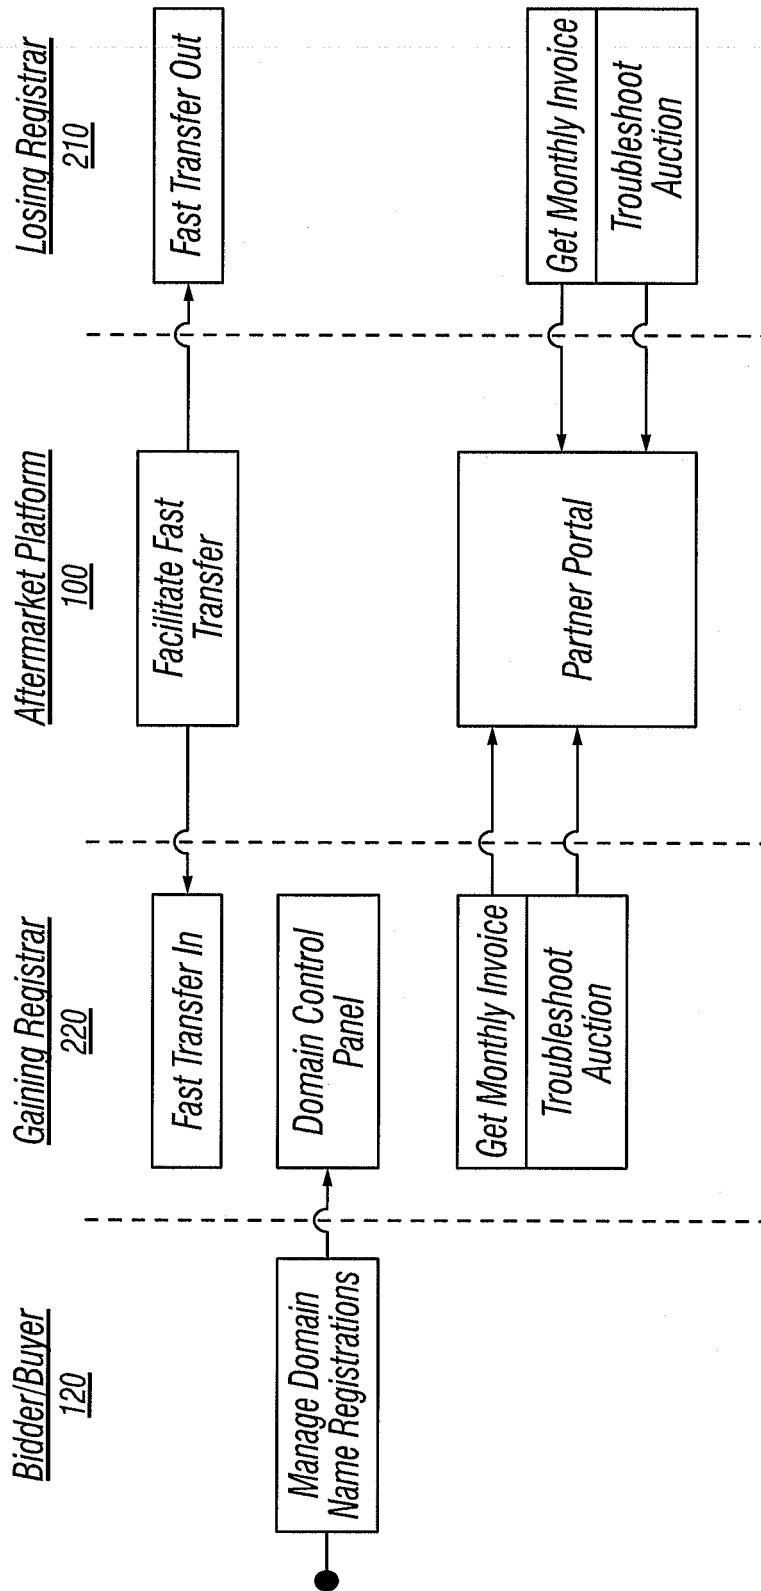 Bidder/Buyer
120
Gaining Registrar
220
Aftermarket Platform
100
Losing Registrar
210
Fast Transfer In
Facilitate Fast
Transfer
Fast Transfer Out
Manage Domain
Name Registrations
Domain Control
Panel
Get Monthly Invoice
Troubleshoot
Auction
Partner Portal
Get Monthly Invoice
Troubleshoot
Auction